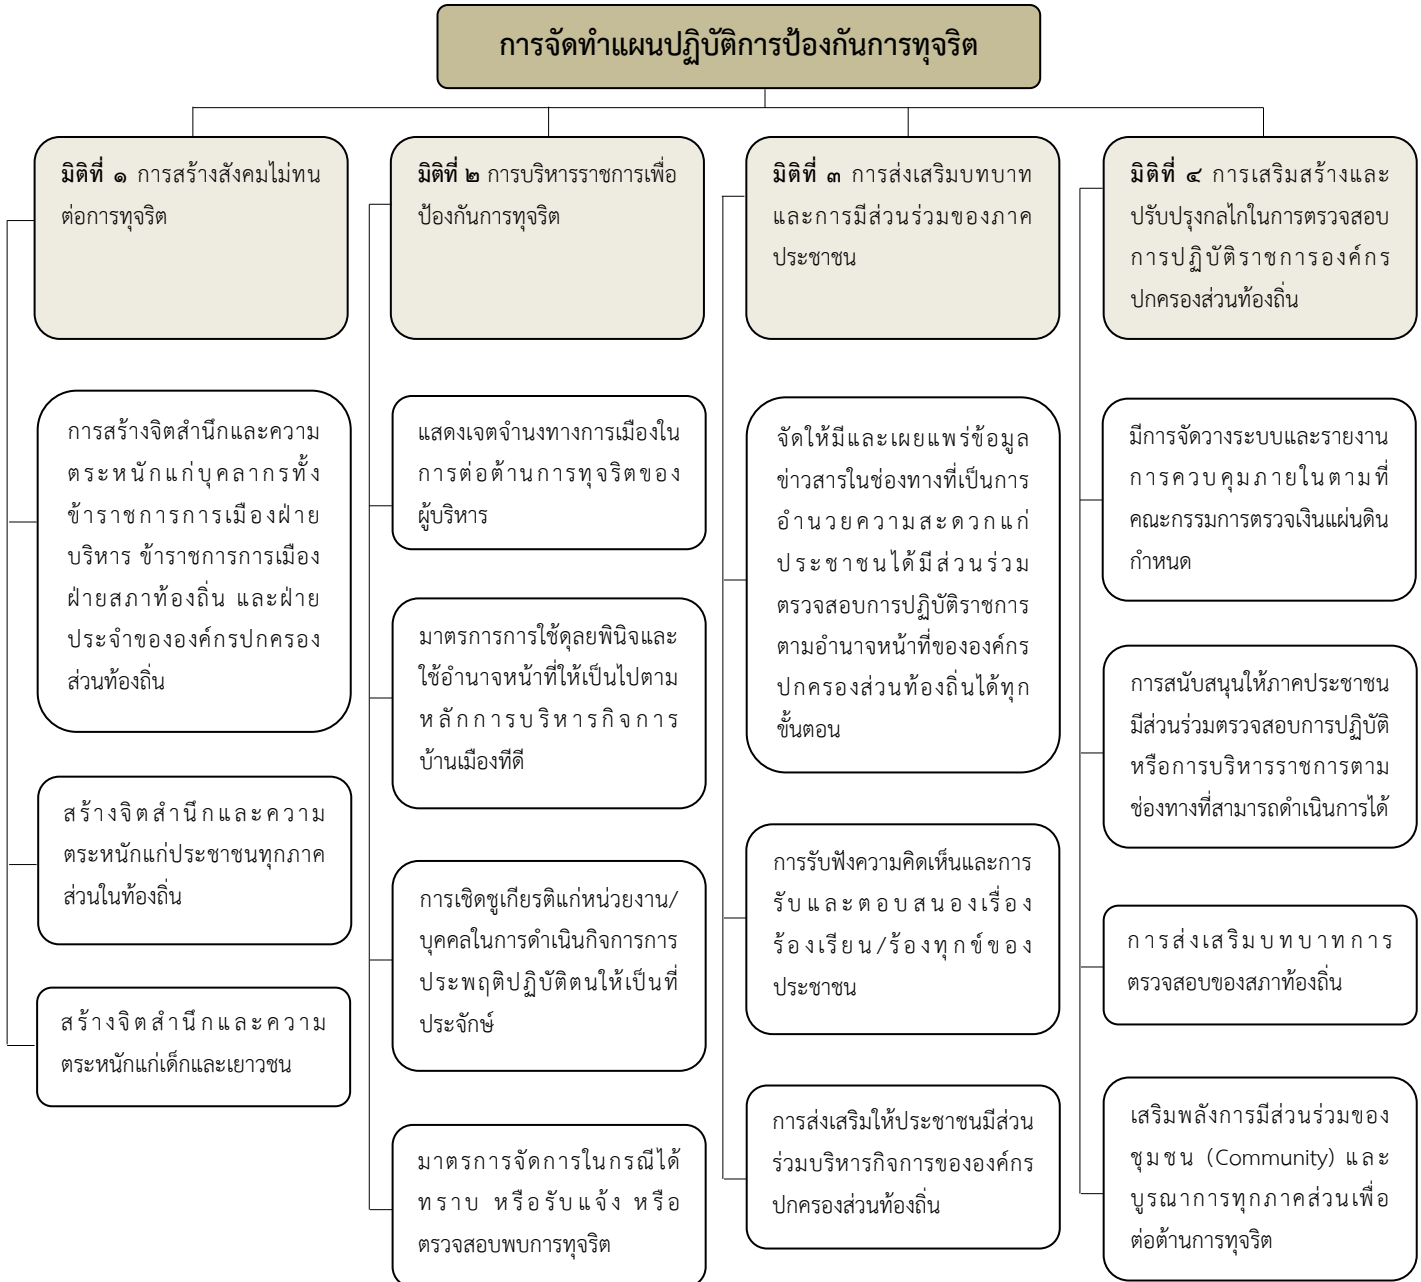 การจัดทำแผนปฏิบัติการป้องกันการทุจริต
มิติที่ ๑ การสร้างสังคมไม่ทน
ต่อการทุจริต
การสร้างจิตสำนึกและความ
ตระหนักแก่บุคลากรทั้ง
ข้าราชการการเมืองฝ่าย
บริหาร ข้าราชการการเมือง
ฝ่ายสภาท้องถิ่น และฝ่าย
ประจำขององค์กรปกครอง
ส่วนท้องถิ่น
สร้างจิตสำนึกและความ
ตระหนักแก่ประชาชนทุกภาค
ส่วนในท้องถิ่น
สร้างจิตสำนึกและความ
ตระหนักแก่เด็กและเยาวชน
มิติที่ ๒ การบริหารราชการเพื่อ
ป้องกันการทุจริต
แสดงเจตจำนงทางการเมืองใน
การต่อต้านการทุจริตของ
ผู้บริหาร
มาตรการการใช้ดุลยพินิจและ
ใช้อำนาจหน้าที่ให้เป็นไปตาม
หลักการบริหารกิจการ
บ้านเมืองทีดี
การเชิดชูเกียรติแก่หน่วยงาน/
บุคคลในการดำเนินกิจการการ
ประพฤติปฏิบัติตนให้เป็นที่
ประจักษ์
มาตรการจัดการในกรณีได้
ทราบ หรือรับแจ้ง หรือ
ตรวจสอบพบการทุจริต
มิติที่ ๓ การส่งเสริมบทบาท
และการมีส่วนร่วมของภาค
ประชาชน
จัดให้มีและเผยแพร่ข้อมูล
ข่าวสารในช่องทางที่เป็นการ
อำนวยความสะดวกแก่
ประชาชนได้มีส่วนร่วม
ตรวจสอบการปฏิบัติราชการ
ตามอำนาจหน้าที่ขององค์กร
ปกครองส่วนท้องถิ่นได้ทุก
ขั้นตอน
การรับฟังความคิดเห็นและการ
รับและตอบสนองเรื่อง
ร้องเรียน/ร้องทุกข์ของ
ประชาชน
การส่งเสริมให้ประชาชนมีส่วน
ร่วมบริหารกิจการขององค์กร
ปกครองส่วนท้องถิ่น
มิติที่ ๔ การเสริมสร้างและ
ปรับปรุงกลไกในการตรวจสอบ
การปฏิบัติราชการองค์กร
ปกครองส่วนท้องถิ่น
มีการจัดวางระบบและรายงาน
การควบคุมภายในตามที่
คณะกรรมการตรวจเงินแผ่นดิน
กำหนด
การสนับสนุนให้ภาคประชาชน
มีส่วนร่วมตรวจสอบการปฏิบัติ
หรือการบริหารราชการตาม
ช่องทางที่สามารถดำเนินการได้
การส่งเสริมบทบาทการ
ตรวจสอบของสภาท้องถิ่น
เสริมพลังการมีส่วนร่วมของ
ชุมชน (Community) และ
บูรณาการทุกภาคส่วนเพื่อ
ต่อต้านการทุจริต